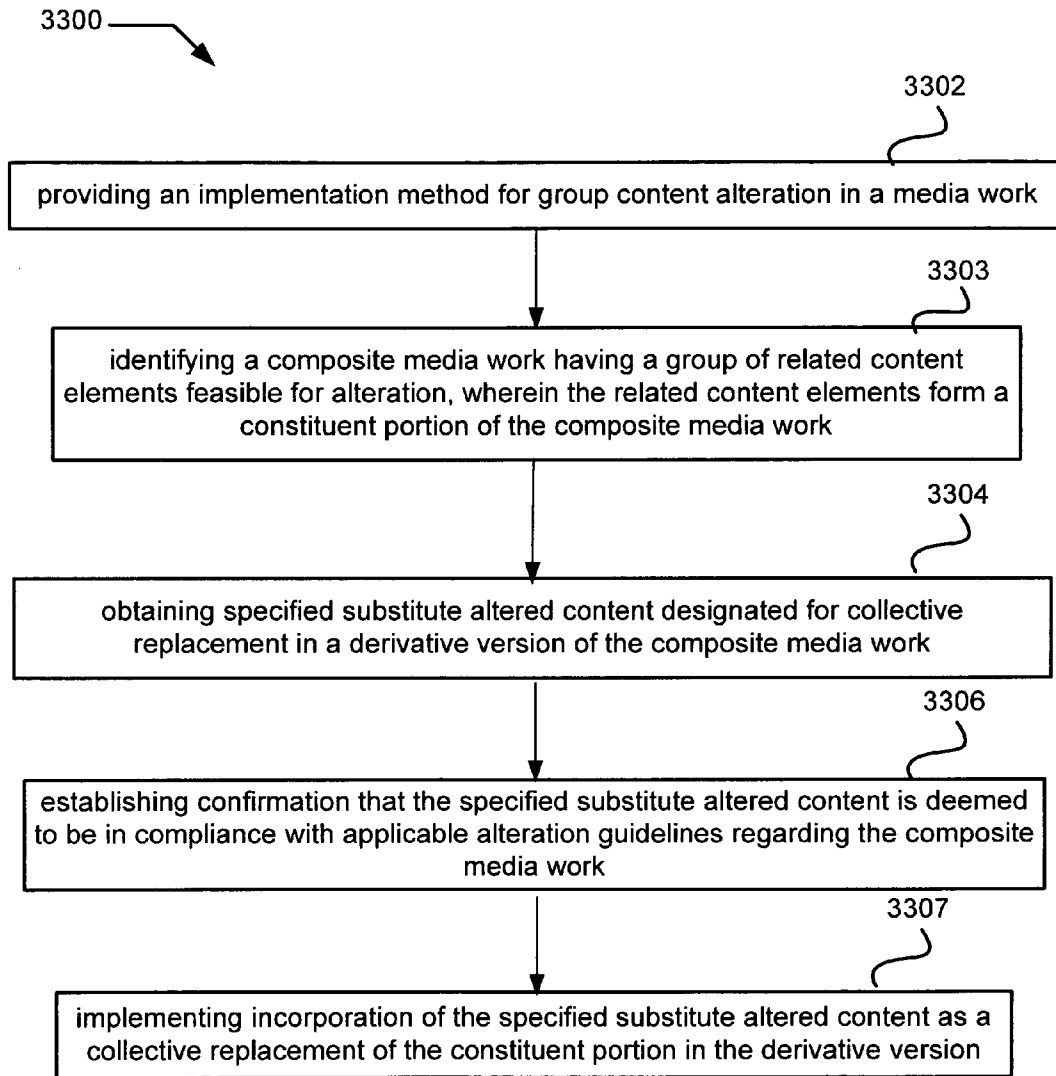 3300
3302
providing an implementation method for group content alteration in a media work
3303
identifying a composite media work having a group of related content
elements feasible for alteration, wherein the related content elements form a
constituent portion of the composite media work
3304
obtaining specified substitute altered content designated for collective
replacement in a derivative version of the composite media work
3306
establishing confirmation that the specified substitute altered content is deemed
to be in compliance with applicable alteration guidelines regarding the composite
media work
3307
implementing incorporation of the specified substitute altered content as a
collective replacement of the constituent portion in the derivative version